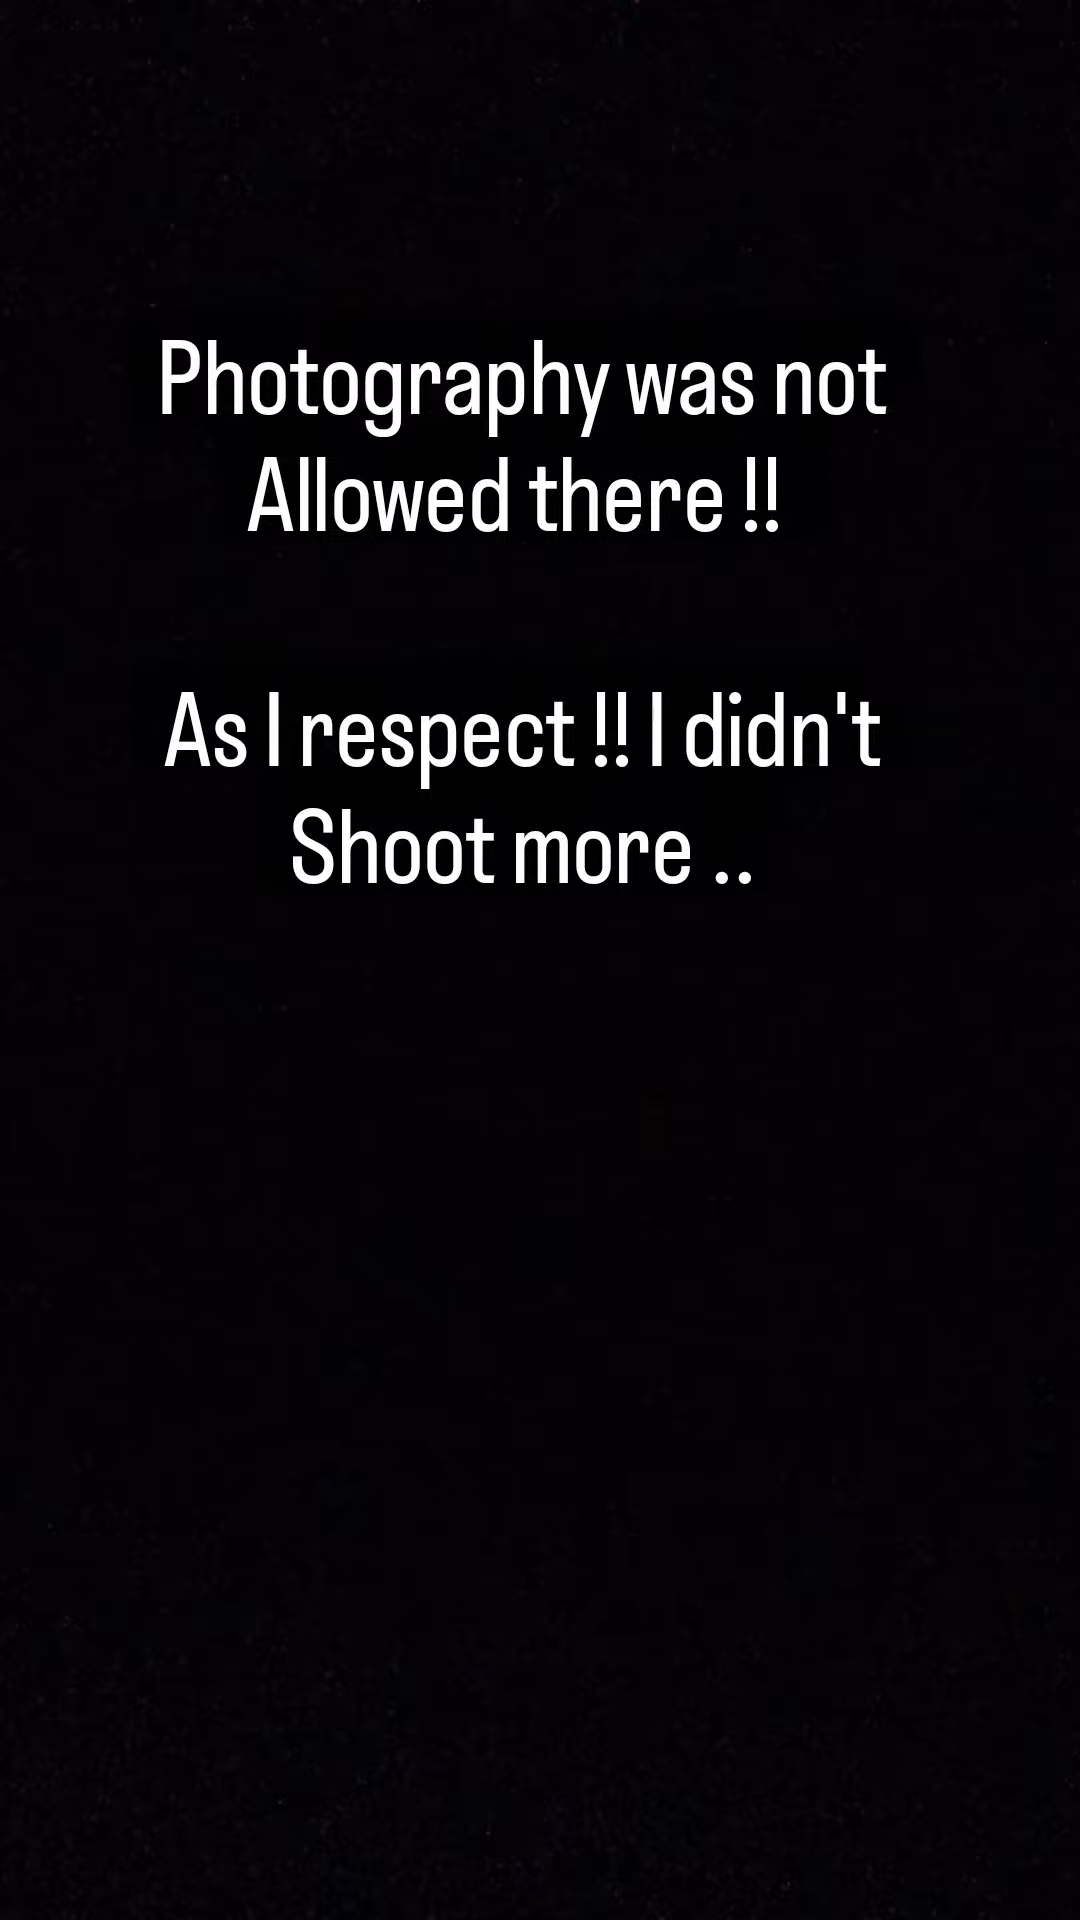 Photography was not
Allowed there !!
As I respect !! I didn't
Shoot more ..